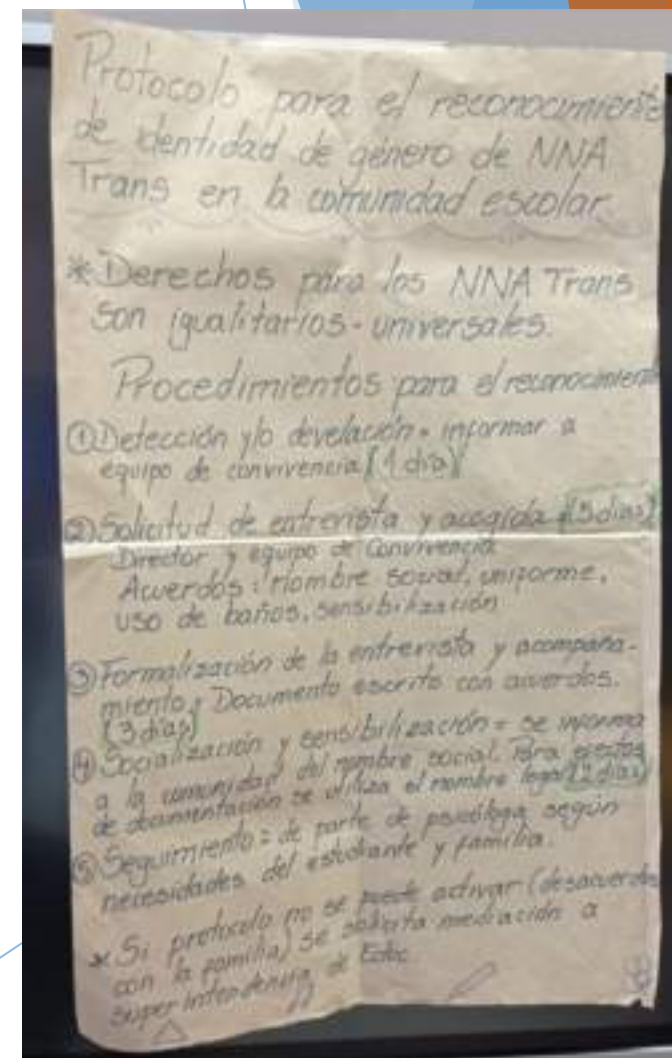 Protocolo para el reconocimiento
de identidad de género de NNA
Trans en la comunidad escolar
*Derechos para los NNA Trans
son igualitarios - universales.
Procedimientos para el reconocimient
① Detección y/o develación = informar a
equipo de convivencia (1 día)
② Solicitud de entrevista y acogida (5 días)
Director y equipo de Convivencia
Acuerdos: nombre social, uniforme,
uso de baños, sensibilización
③ Formalización de la entrevista y acompaña-
miento, Documento escrito con acuerdos.
(3 días)
④ Socialización y sensibilización = se informa
a la comunidad del nombre social. Para efectos
de documentación se utiliza el nombre legal (2 días)
⑤ Seguimiento = de parte de psicóloga según
necesidades del estudiante y familia.
* Si protocolo no se puede activar (desacuerdos
con la familia) se solicita mediación a
superintendencia de Educ.